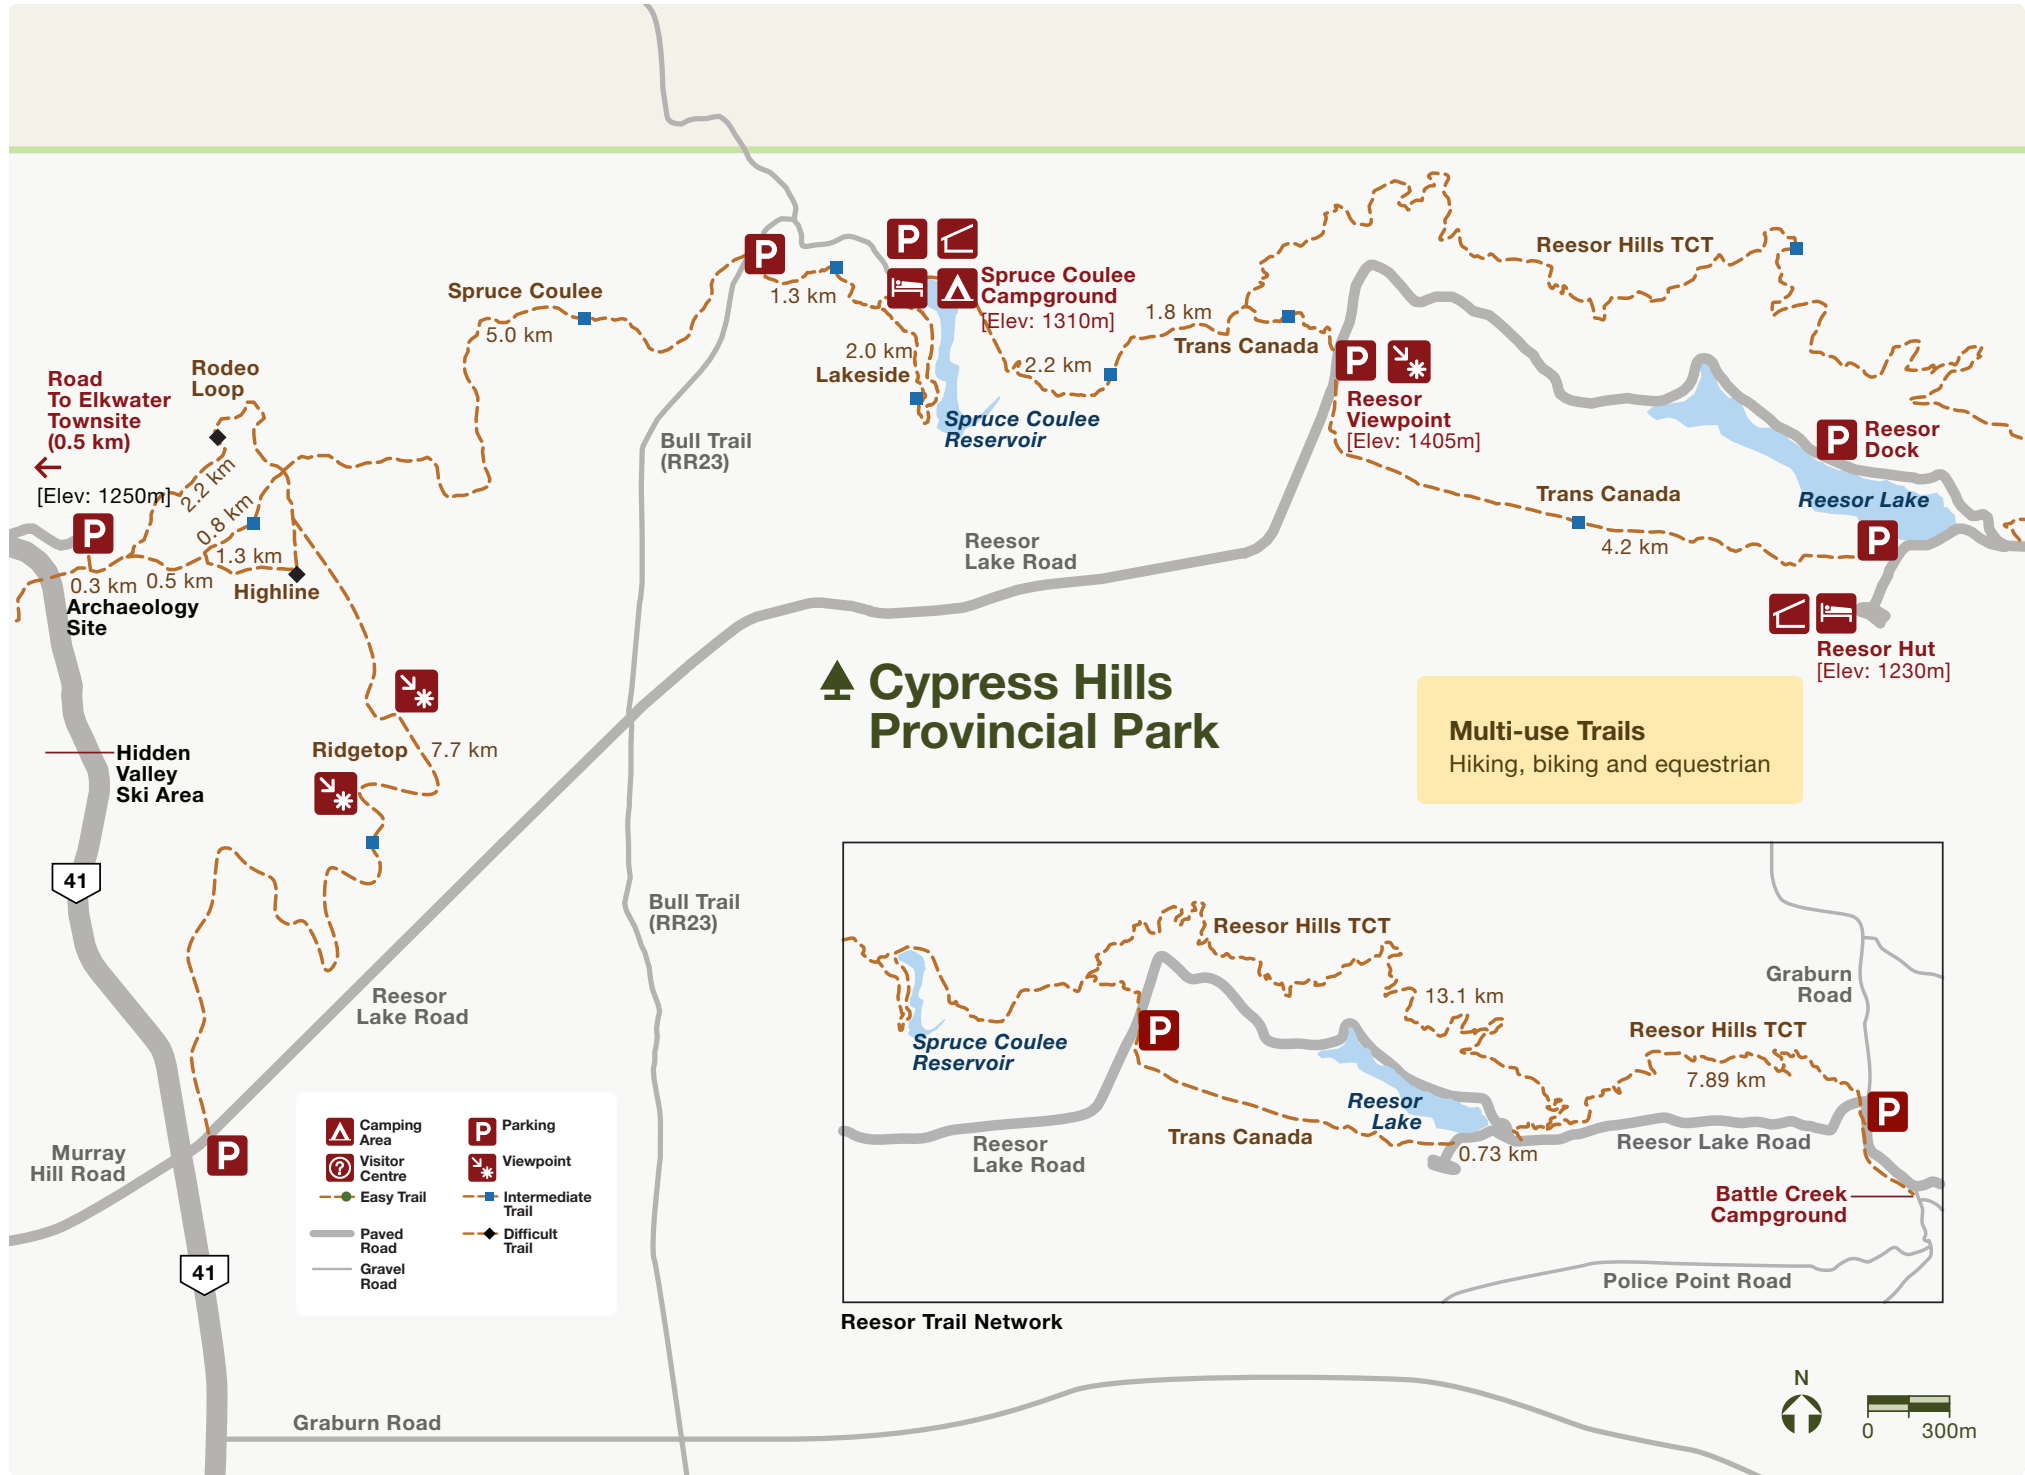 Reesor Hills TCT
Spruce Coulee
Campground
[Elev: 1310m]
1.3 km
Spruce Coulee
5.0 km
1.8 km
Trans Canada
2.0 km
Lakeside
2.2 km
Rodeo
Loop
Road
To Elkwater
Townsite
(0.5 km)
[Elev: 1250m]
2.2 km
0.8 km
1.3 km
0.3 km
0.5 km
Highline
Archaeology
Site
Spruce Coulee
Reservoir
Bull Trail
(RR23)
Reesor
Viewpoint
[Elev: 1405m]
Reesor
Dock
Reesor Lake
Trans Canada
4.2 km
Reesor
Lake Road
Reesor Hut
[Elev: 1230m]
Cypress Hills
Provincial Park
Multi-use Trails
Hiking, biking and equestrian
Ridgetop
7.7 km
Hidden
Valley
Ski Area
41
Bull Trail
(RR23)
Reesor
Lake Road
Murray
Hill Road
41
Camping
Area
Parking
Visitor
Centre
Viewpoint
Easy Trail
Intermediate
Trail
Paved
Road
Difficult
Trail
Gravel
Road
P
P
P
P
P
P
P
P
?
Reesor Hills TCT
Graburn
Road
13.1 km
Reesor Hills TCT
7.89 km
Spruce Coulee
Reservoir
P
Reesor
Lake
P
Trans Canada
Reesor
Lake Road
0.73 km
Reesor Lake Road
Battle Creek
Campground
Police Point Road
Reesor Trail Network
Graburn Road
N
0
300m